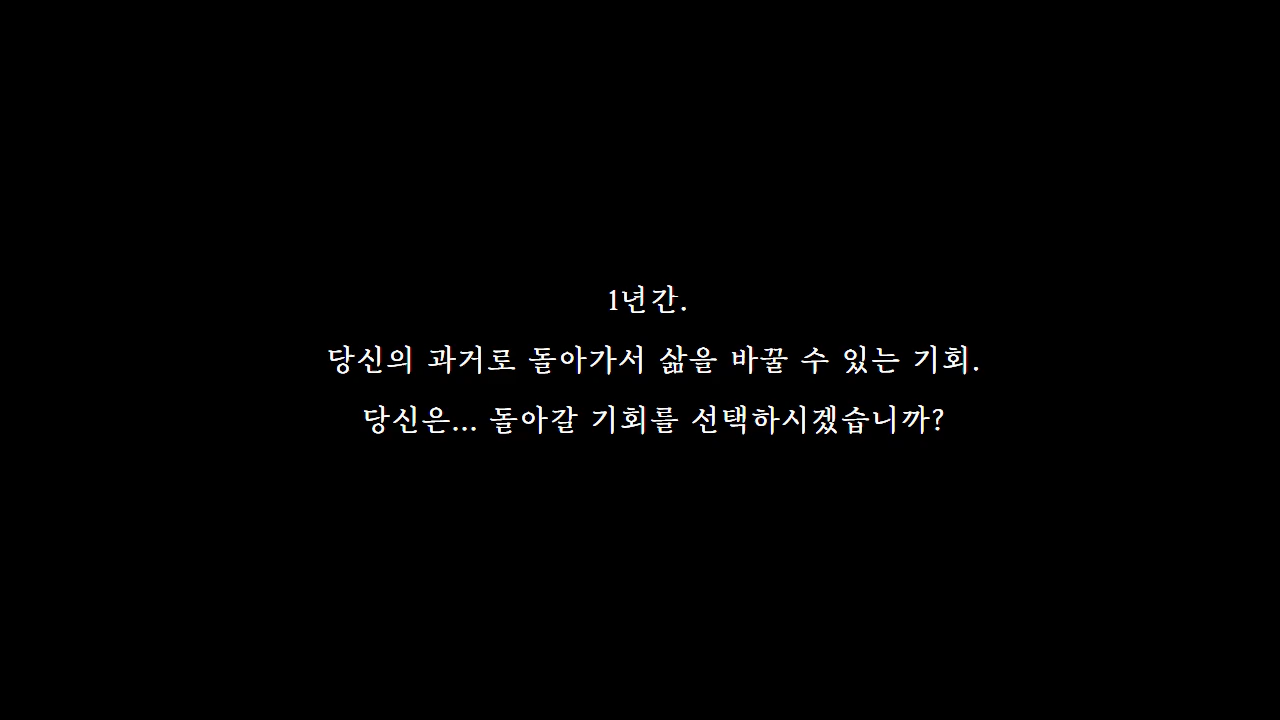 1년간.
당신의 과거로 돌아가서 삶을 바꿀 수 있는 기회.
당신은... 돌아갈 기회를 선택하시겠습니까?